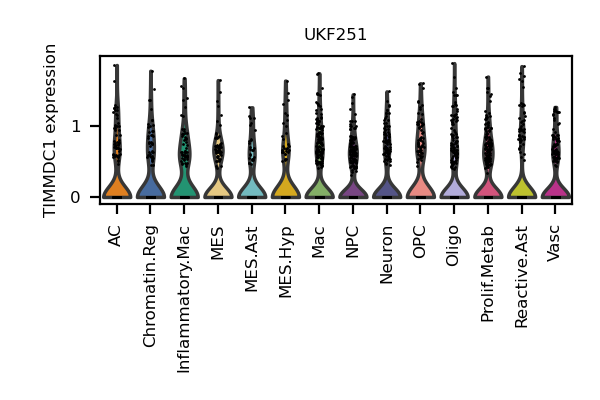 UKF251
TIMMDC1 expression
1
0
AC
Chromatin.Reg
Inflammatory.Mac
MES
MES.Ast
MES.Hyp
Mac
NPC
Neuron
OPC
Oligo
Prolif.Metab
Reactive.Ast
Vasc